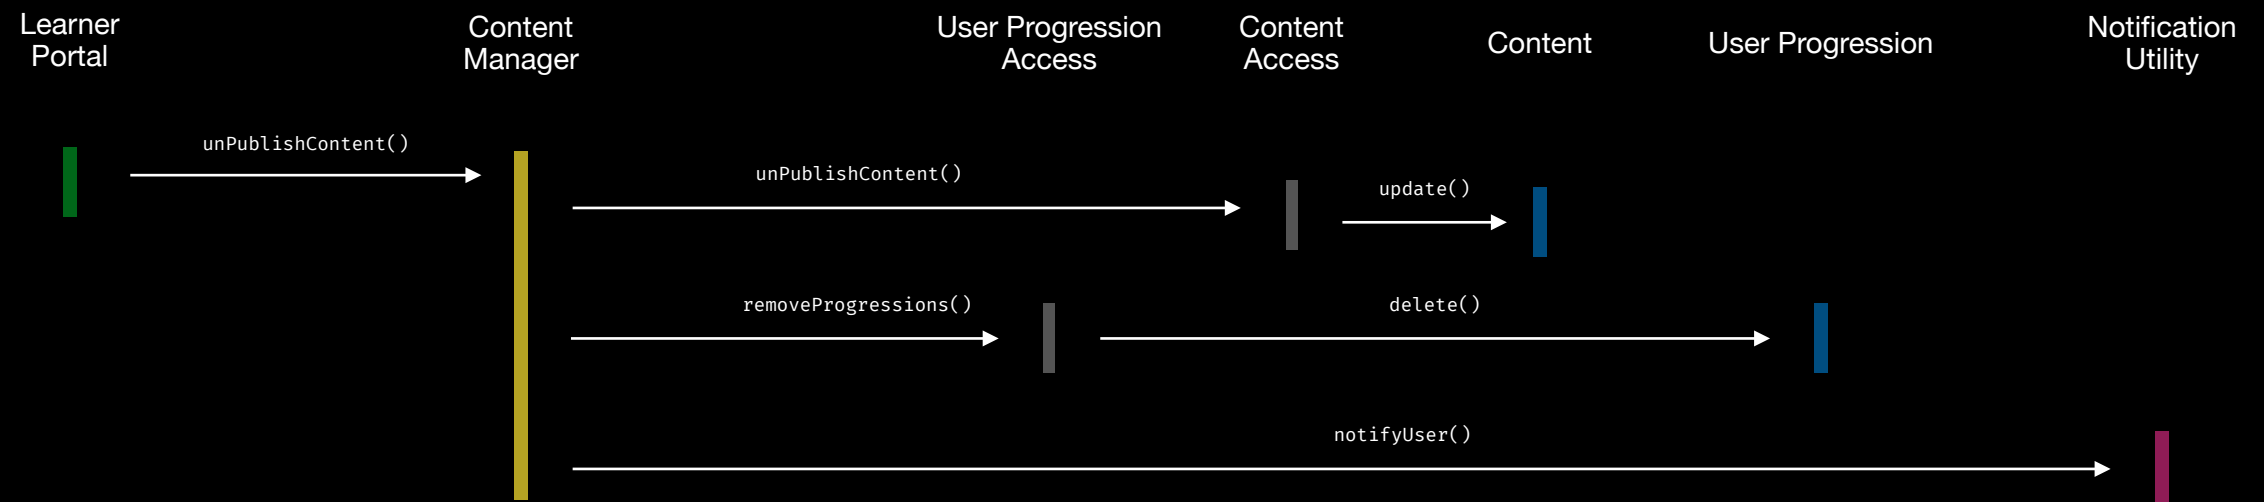 Learner
Portal
Content
Manager
User Progression
Access
Content
Access
Content
User Progression
Notification
Utility
unPublishContent()
unPublishContent()
update()
removeProgressions()
delete()
notifyUser()